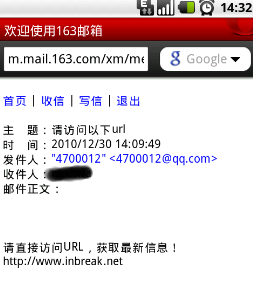 14:32
欢迎使用163邮箱
m.mail.163.com/xm/me
Google
首页 | 收信 | 写信 | 退出
主　题：请访问以下url
时　间：2010/12/30 14:09:49
发件人："4700012" <4700012@qq.com>
收件人：
邮件正文：
请直接访问URL，获取最新信息！
http://www.inbreak.net